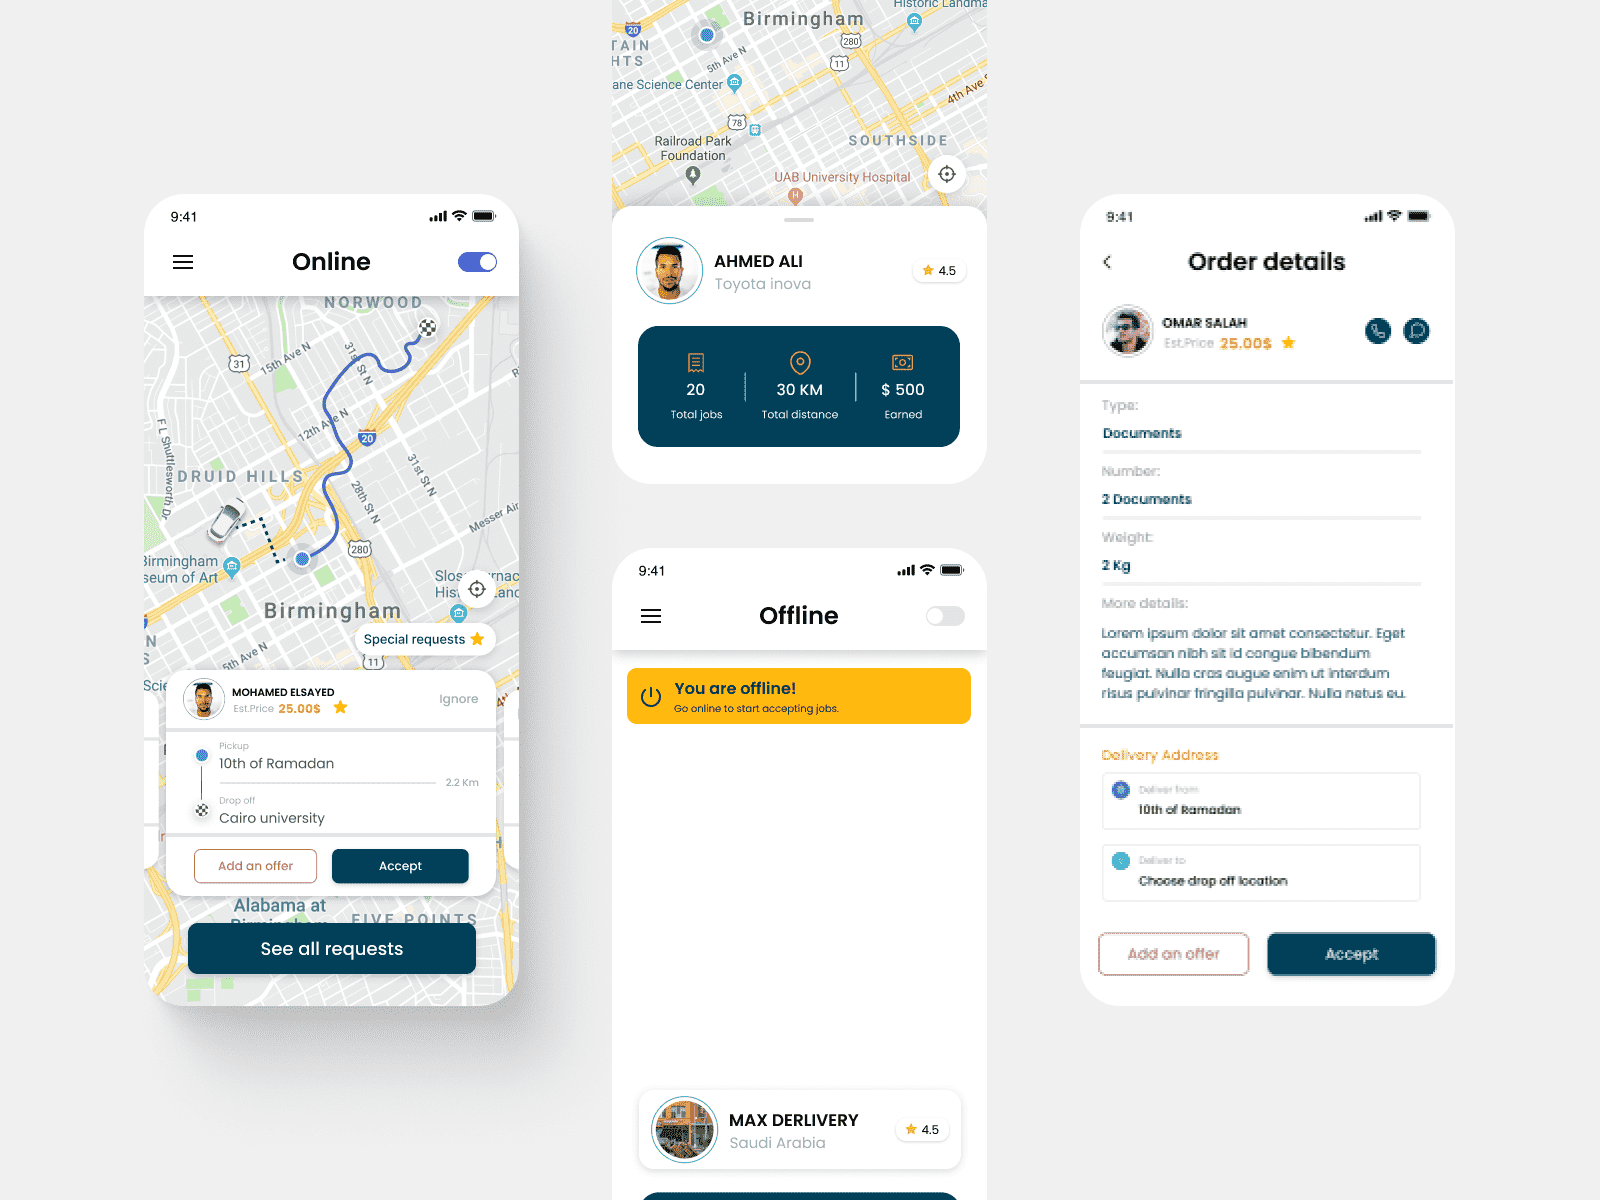 9:41
Online
NORWOOD
31
15th Ave N
31st St N
12th Ave N
20
F L Shuttlesworth Dr
DRUID HILLS
31st St N
28th St N
Messer Air
280
Birmingham
seum of Art
Birmingham
Special requests
11
5th Ave N
MOHAMED ELSAYED
Est.Price 25.00$
Ignore
Pickup
10th of Ramadan
2.2 Km
Drop off
Cairo university
Add an offer
Accept
Alabama at
Birmingham
FIVE POINTS
See all requests
Historic Landma
Birmingham
20
TAIN
HTS
280
5th Ave N
11
ane Science Center
4th Ave S
78
Railroad Park
Foundation
SOUTHSIDE
UAB University Hospital
H
AHMED ALI
Toyota inova
4.5
20
Total jobs
30 KM
Total distance
$ 500
Earned
9:41
Offline
You are offline!
Go online to start accepting jobs.
MAX DERLIVERY
Saudi Arabia
4.5
9:41
Order details
OMAR SALAH
Est.Price 25.00$
Type:
Documents
Number:
2 Documents
Weight:
2 Kg
More details:
Lorem ipsum dolor sit amet consectetur. Eget
accumsan nibh sit id congue bibendum
feugiat. Nulla cras augue enim ut interdum
risus pulvinar fringilla pulvinar. Nulla netus eu.
Delivery Address
Deliver from
10th of Ramadan
Deliver to
Choose drop off location
Add an offer
Accept